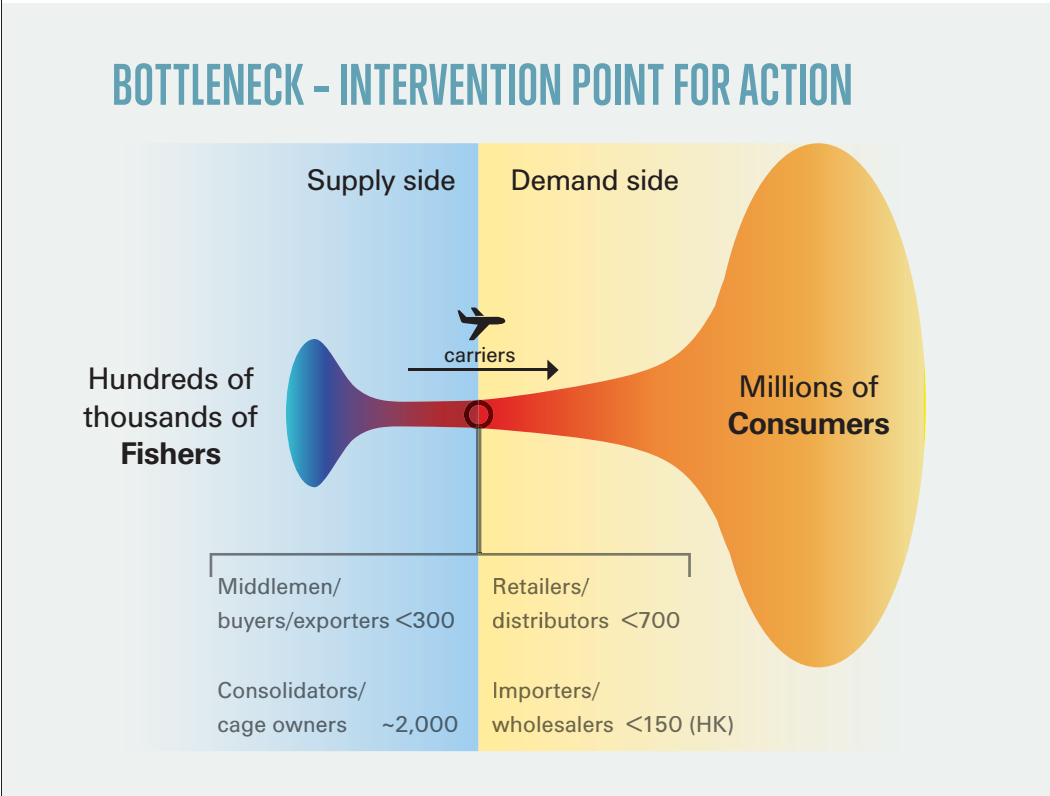 BOTTLENECK – INTERVENTION POINT FOR ACTION
Supply side
Demand side
carriers
Hundreds of
thousands of
Fishers
Millions of
Consumers
Middlemen/
buyers/exporters <300
Consolidators/
cage owners ~2,000
Retailers/
distributors <700
Importers/
wholesalers <150 (HK)